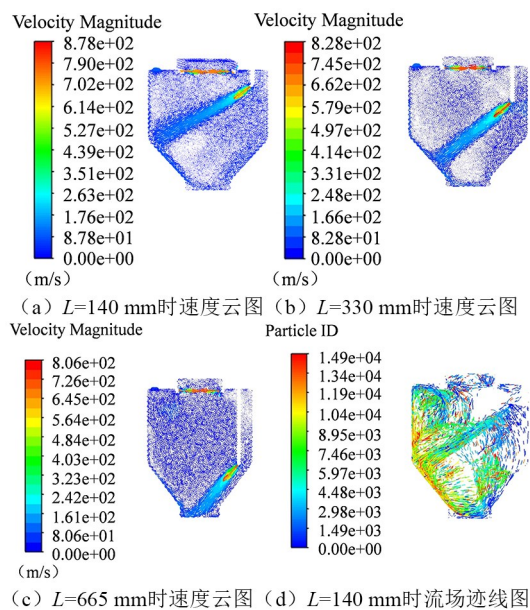 Velocity Magnitude
8.78e+02
7.90e+02
7.02e+02
6.14e+02
5.27e+02
4.39e+02
3.51e+02
2.63e+02
1.76e+02
8.78e+01
0.00e+00
(m/s)
(a) L=140 mm时速度云图
Velocity Magnitude
8.28e+02
7.45e+02
6.62e+02
5.79e+02
4.97e+02
4.14e+02
3.31e+02
2.48e+02
1.66e+02
8.28e+01
0.00e+00
(m/s)
(b) L=330 mm时速度云图
Velocity Magnitude
8.06e+02
7.26e+02
6.45e+02
5.64e+02
4.84e+02
4.03e+02
3.23e+02
2.42e+02
1.61e+02
8.06e+01
0.00e+00
(m/s)
(c) L=665 mm时速度云图
Particle ID
1.49e+04
1.34e+04
1.19e+04
1.04e+04
8.95e+03
7.46e+03
5.97e+03
4.48e+03
2.98e+03
1.49e+03
0.00e+00
(d) L=140 mm时流场迹线图